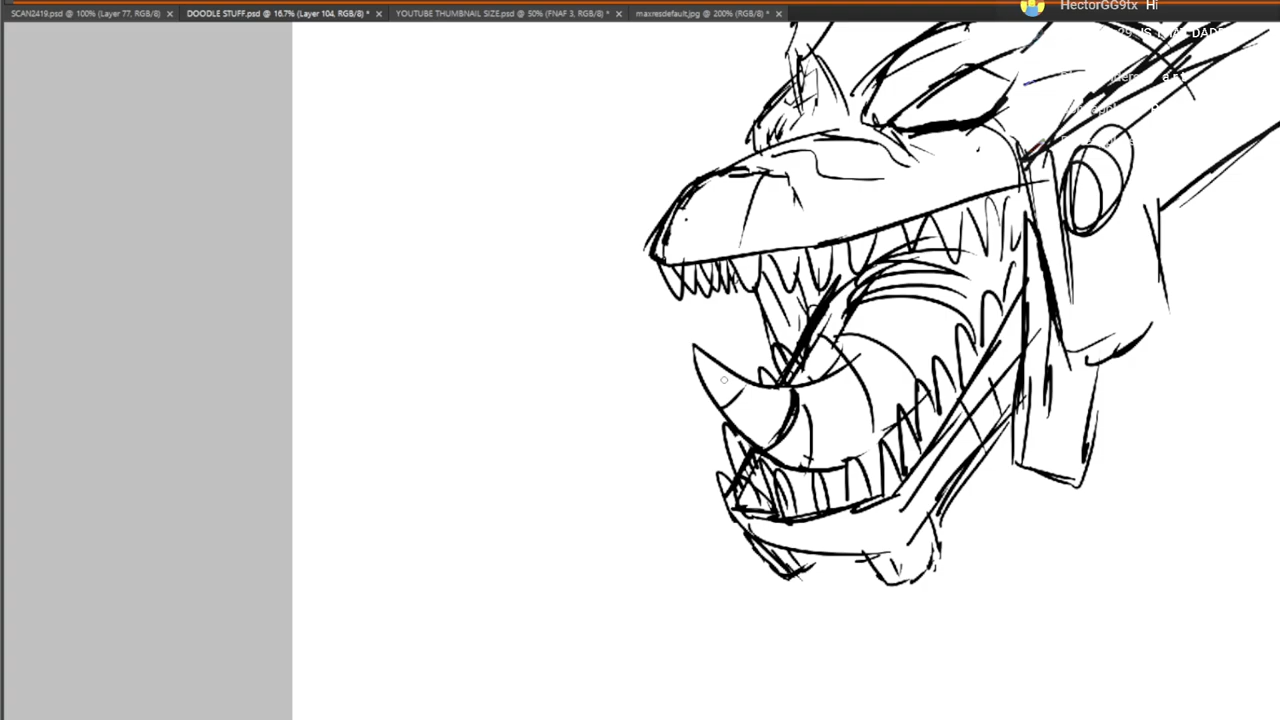 SCAN2419.psd @ 100% (Layer 77, RGB/8)
DOODLE STUFF.psd @ 16.7% (Layer 104, RGB/8) *
YOUTUBE THUMBNAIL SIZE.psd @ 50% (FNAF 3, RGB/8) *
maxresdefault.jpg @ 200% (RGB/8) *
HectorGG9tx Hi